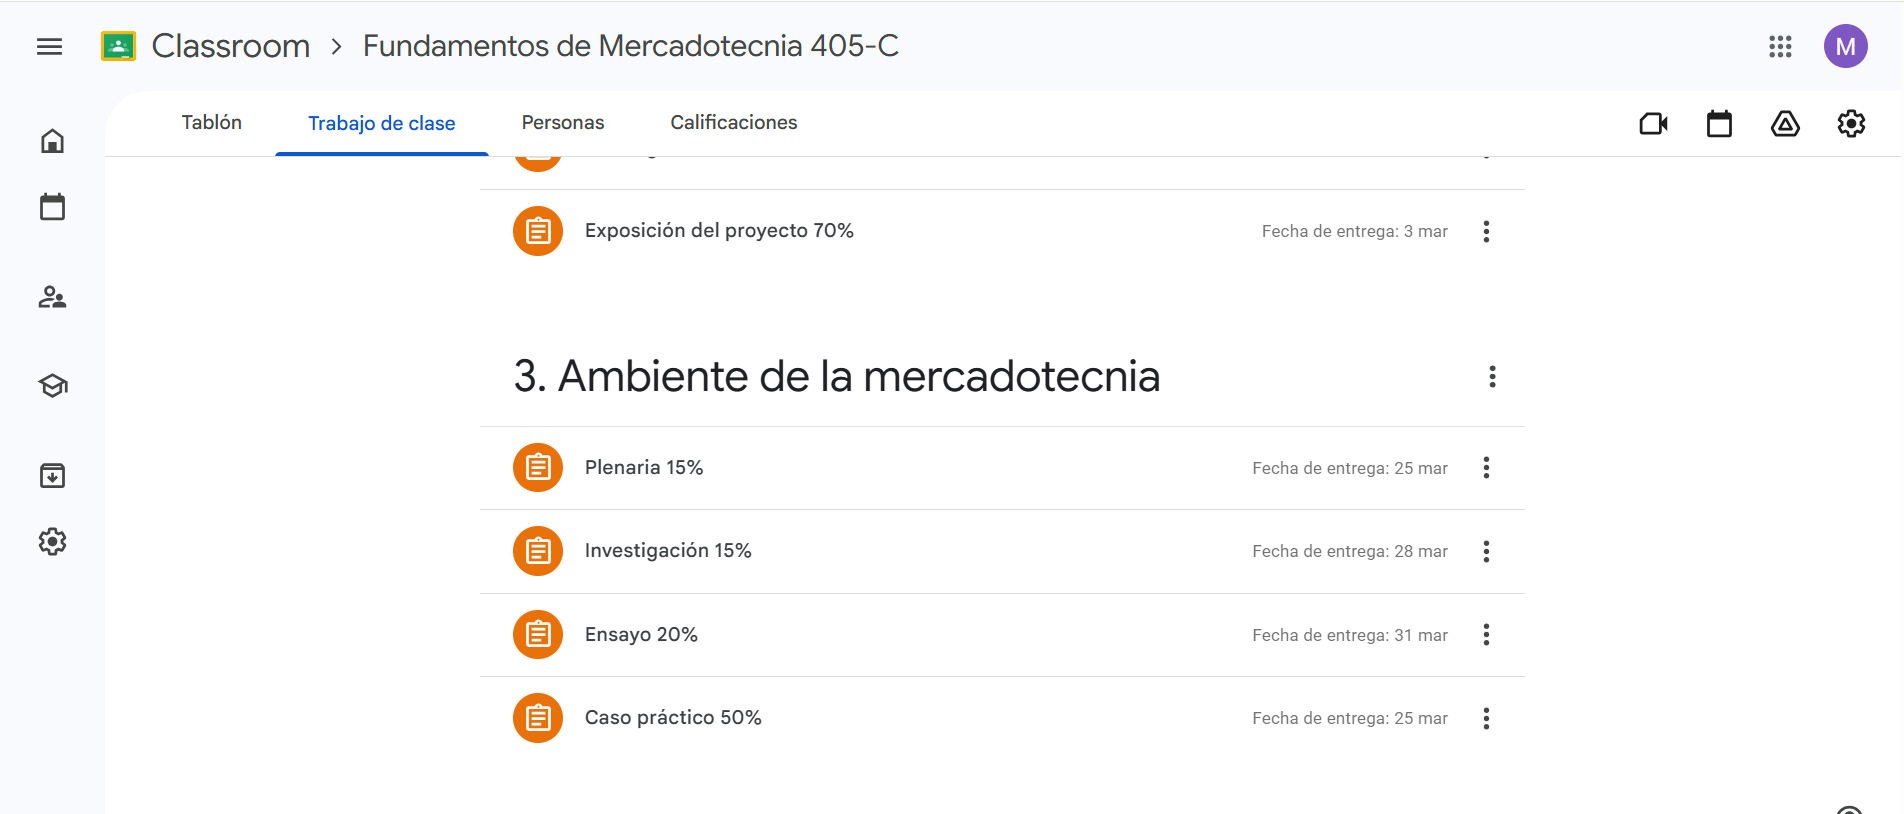 Classroom > Fundamentos de Mercadotecnia 405-C
M
Tablón
Trabajo de clase
Personas
Calificaciones
Exposición del proyecto 70%
Fecha de entrega: 3 mar
3. Ambiente de la mercadotecnia
Plenaria 15%
Fecha de entrega: 25 mar
Investigación 15%
Fecha de entrega: 28 mar
Ensayo 20%
Fecha de entrega: 31 mar
Caso práctico 50%
Fecha de entrega: 25 mar